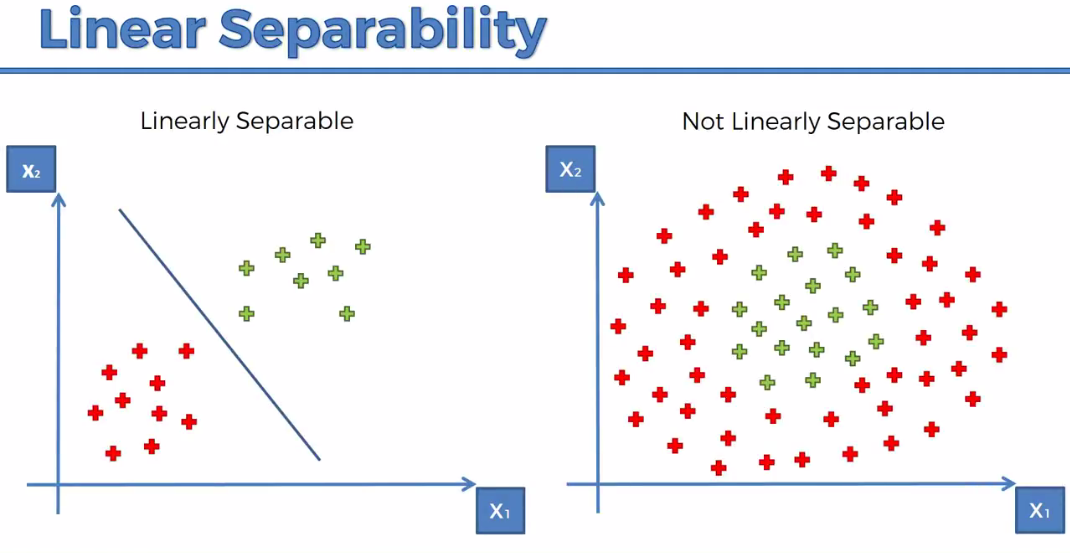 Linear Separability
Linearly Separable
Not Linearly Separable
X₂
X₂
X₁
X₁